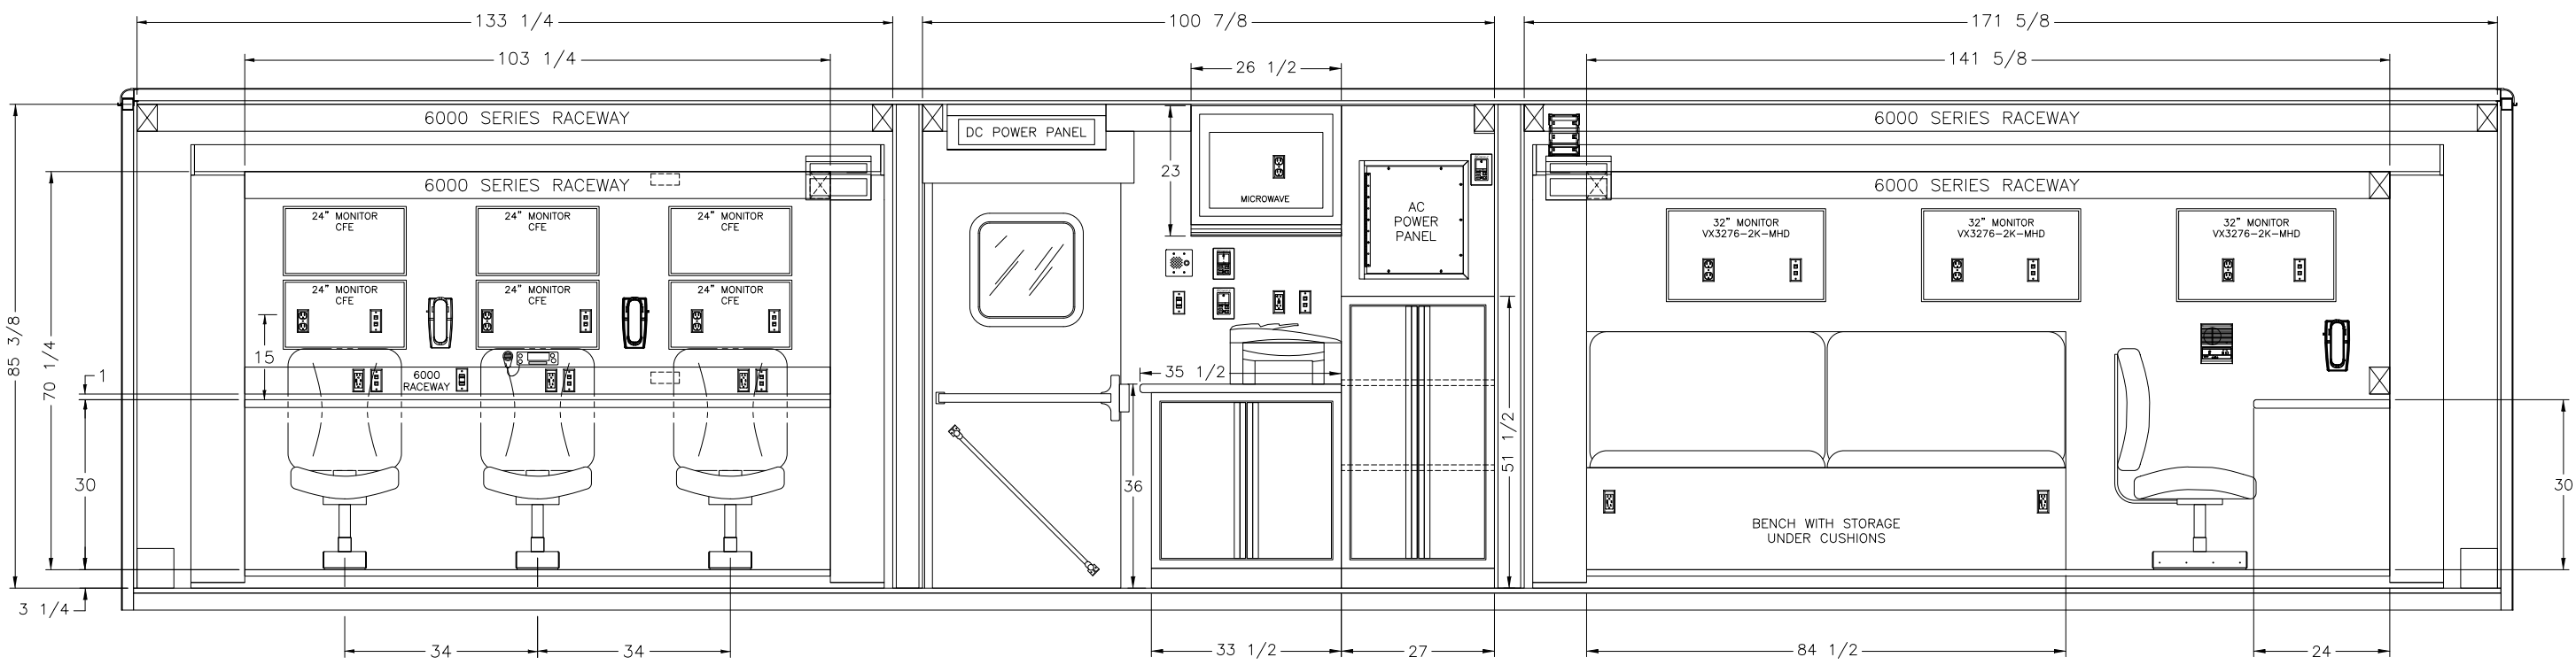 133 1/4
100 7/8
171 5/8
103 1/4
26 1/2
141 5/8
6000 SERIES RACEWAY
DC POWER PANEL
6000 SERIES RACEWAY
6000 SERIES RACEWAY
6000 SERIES RACEWAY
23
MICROWAVE
AC
POWER
PANEL
24" MONITOR
CFE
24" MONITOR
CFE
24" MONITOR
CFE
32" MONITOR
VX3276-2K-MHD
32" MONITOR
VX3276-2K-MHD
32" MONITOR
VX3276-2K-MHD
24" MONITOR
CFE
24" MONITOR
CFE
24" MONITOR
CFE
85 3/8
70 1/4
15
1
6000
RACEWAY
35 1/2
51 1/2
30
36
30
BENCH WITH STORAGE
UNDER CUSHIONS
3 1/4
34
34
33 1/2
27
84 1/2
24